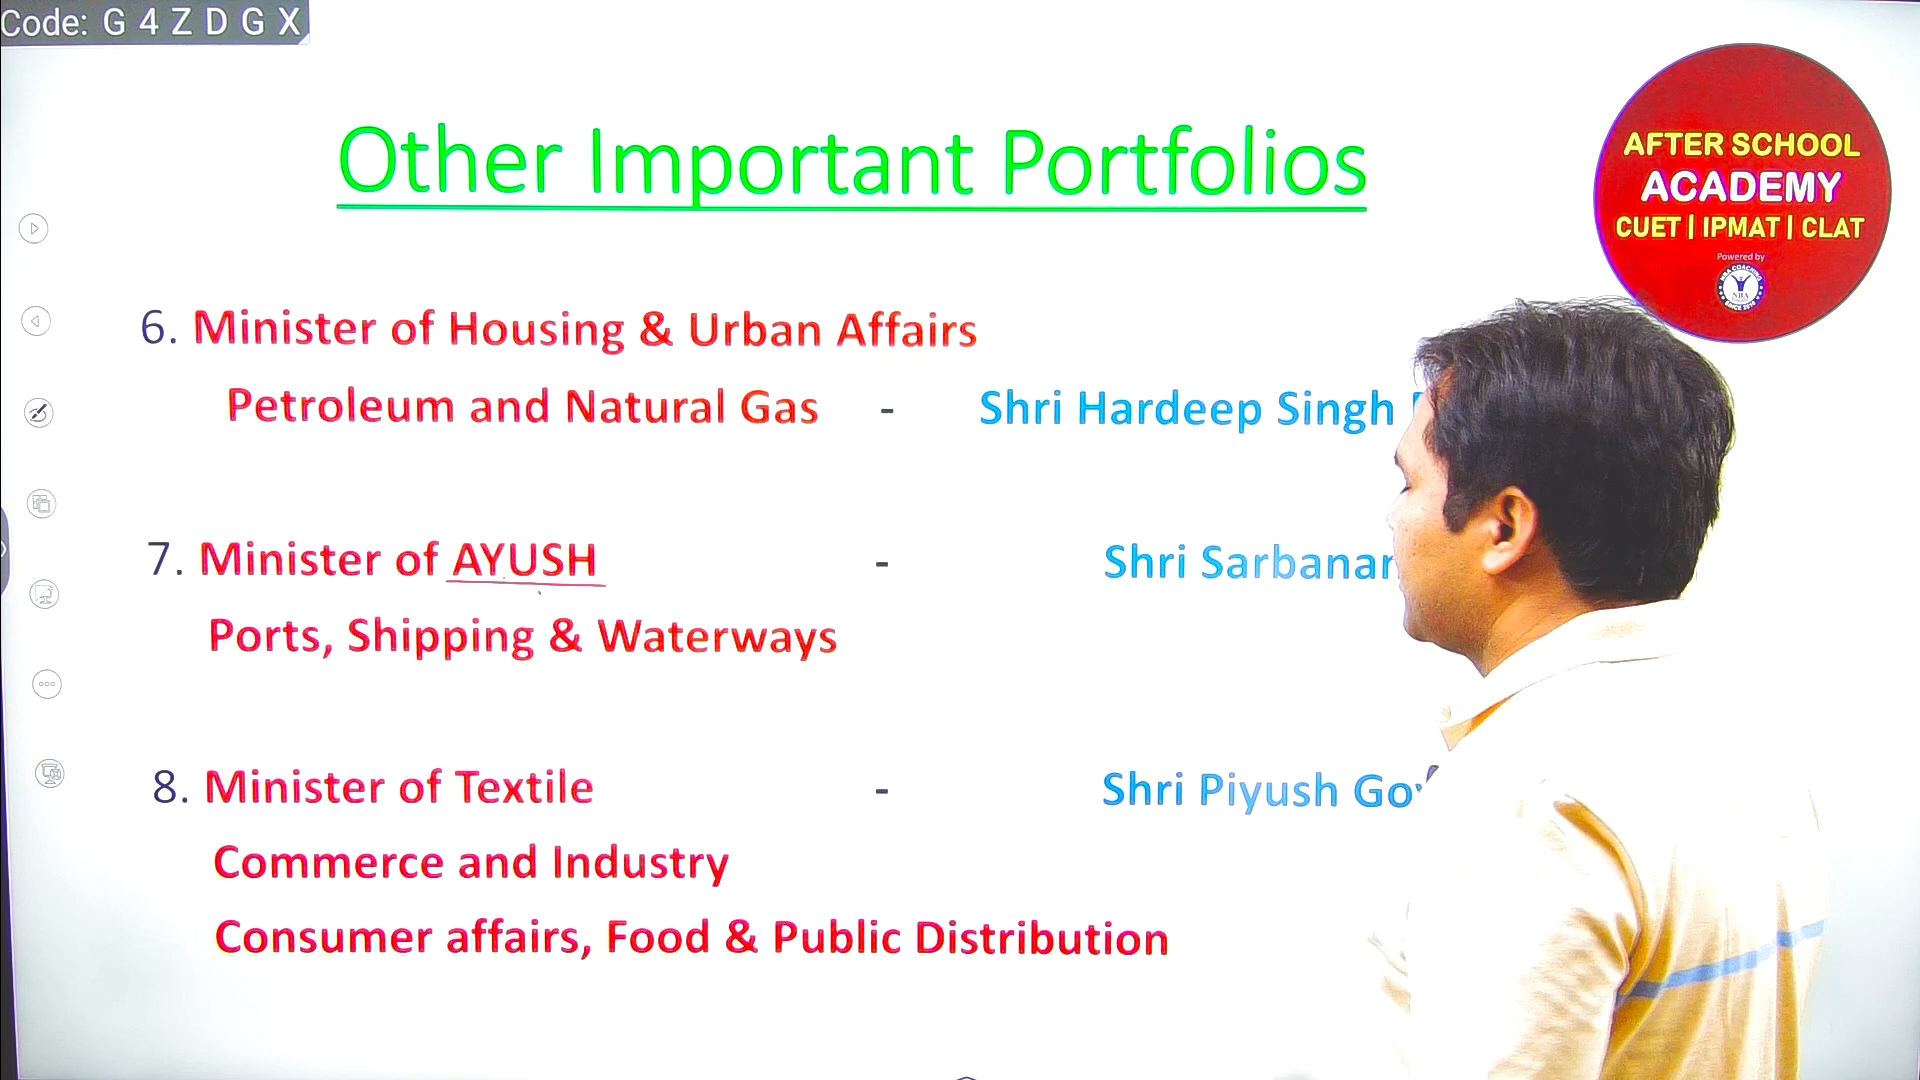 Code: G 4 Z D G X
Other Important Portfolios
AFTER SCHOOL
ACADEMY
CUET | IPMAT | CLAT
Powered by
6. Minister of Housing & Urban Affairs
Petroleum and Natural Gas - Shri Hardeep Singh
7. Minister of AYUSH - Shri
Ports, Shipping & Waterways
8. Minister of Textile - Shri Piyush
Commerce and Industry
Consumer affairs, Food & Public Distribution